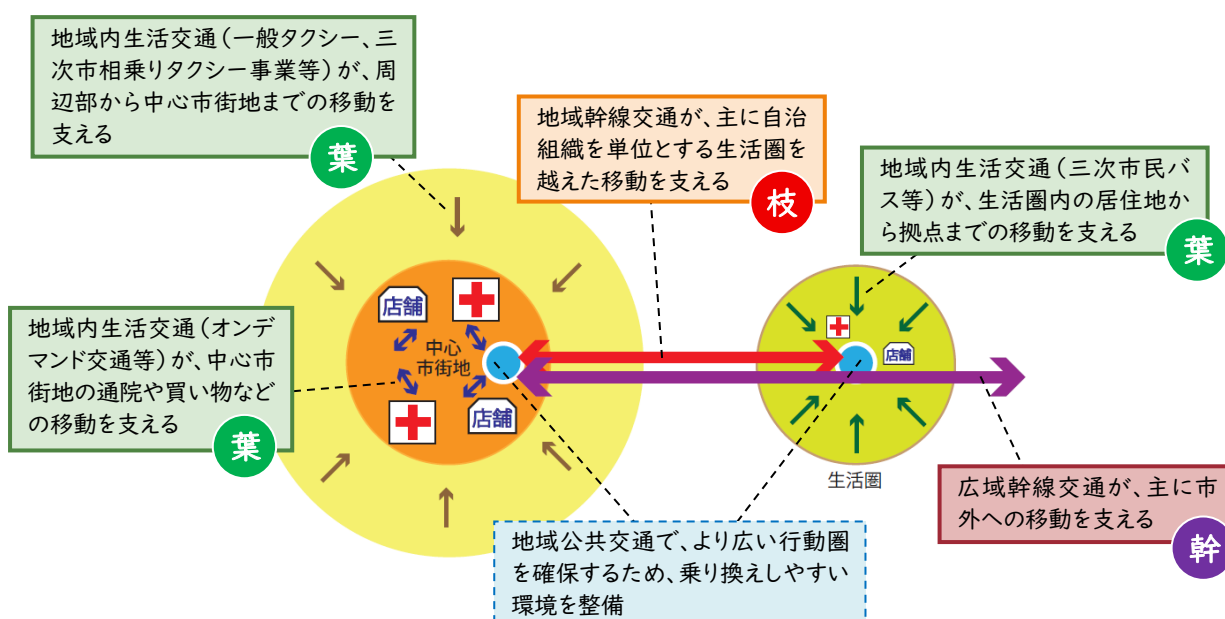 地域内生活交通(一般タクシー、三
次市相乗りタクシー事業等)が、周
辺部から中心市街地までの移動を
支える
葉
地域幹線交通が、主に自治
組織を単位とする生活圏を
越えた移動を支える
枝
地域内生活交通(三次市民バ
ス等)が、生活圏内の居住地か
ら拠点までの移動を支える
葉
地域内生活交通(オンデ
マンド交通等)が、中心市
街地の通院や買い物など
の移動を支える
葉
店舗
中心
市街地
店舗
店舗
生活圏
広域幹線交通が、主に市
外への移動を支える
幹
地域公共交通で、より広い行動圏
を確保するため、乗り換えしやすい
環境を整備